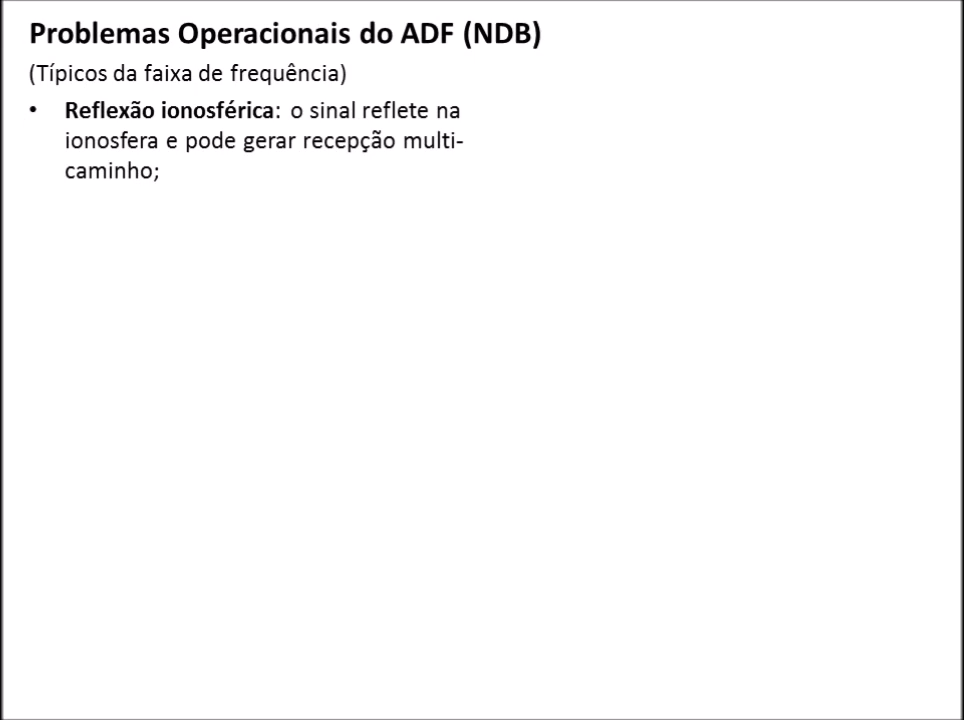 Problemas Operacionais do ADF (NDB)
(Típicos da faixa de frequência)
• Reflexão ionosférica: o sinal reflete na
ionosfera e pode gerar recepção multi-
caminho;